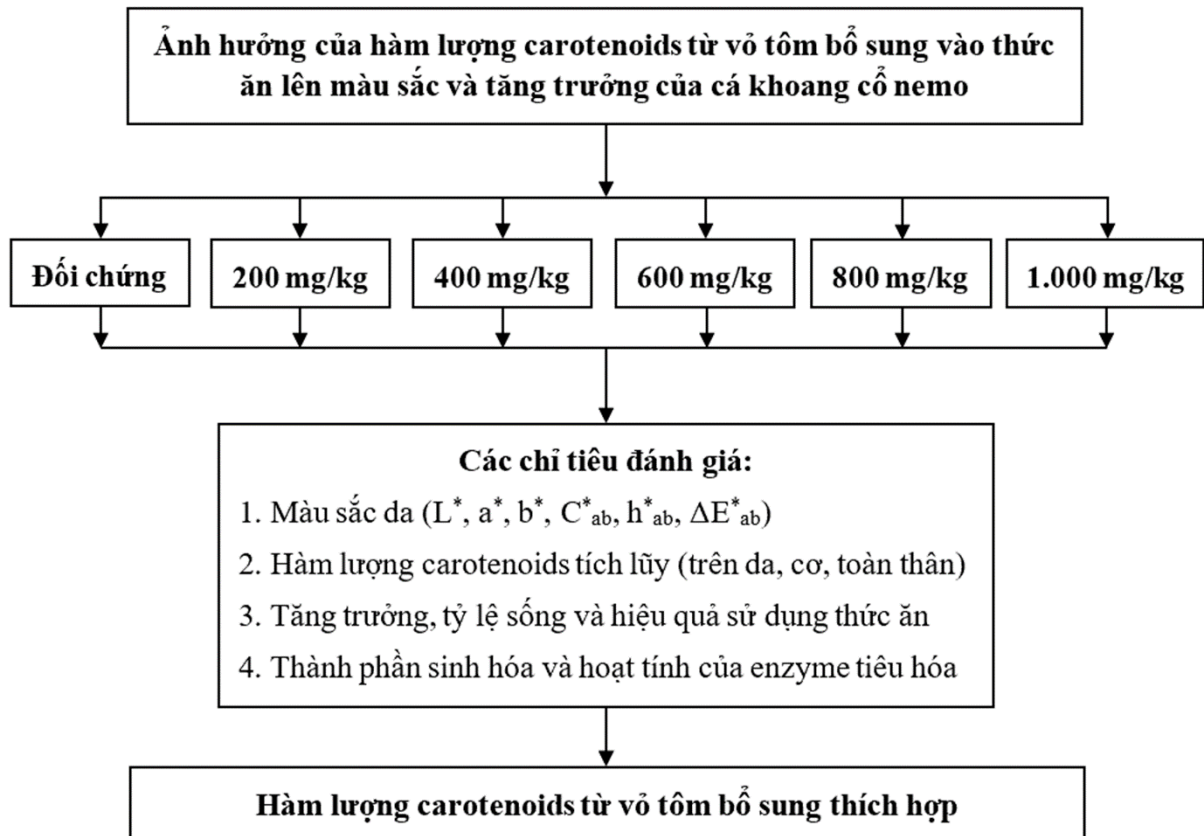 Ảnh hưởng của hàm lượng carotenoids từ vỏ tôm bổ sung vào thức
ăn lên màu sắc và tăng trưởng của cá khoang cổ nemo
Đối chứng
200 mg/kg
400 mg/kg
600 mg/kg
800 mg/kg
1.000 mg/kg
Các chỉ tiêu đánh giá:
1. Màu sắc da (L*, a*, b*, C*ab, h*ab, ΔE*ab)
2. Hàm lượng carotenoids tích lũy (trên da, cơ, toàn thân)
3. Tăng trưởng, tỷ lệ sống và hiệu quả sử dụng thức ăn
4. Thành phần sinh hóa và hoạt tính của enzyme tiêu hóa
Hàm lượng carotenoids từ vỏ tôm bổ sung thích hợp